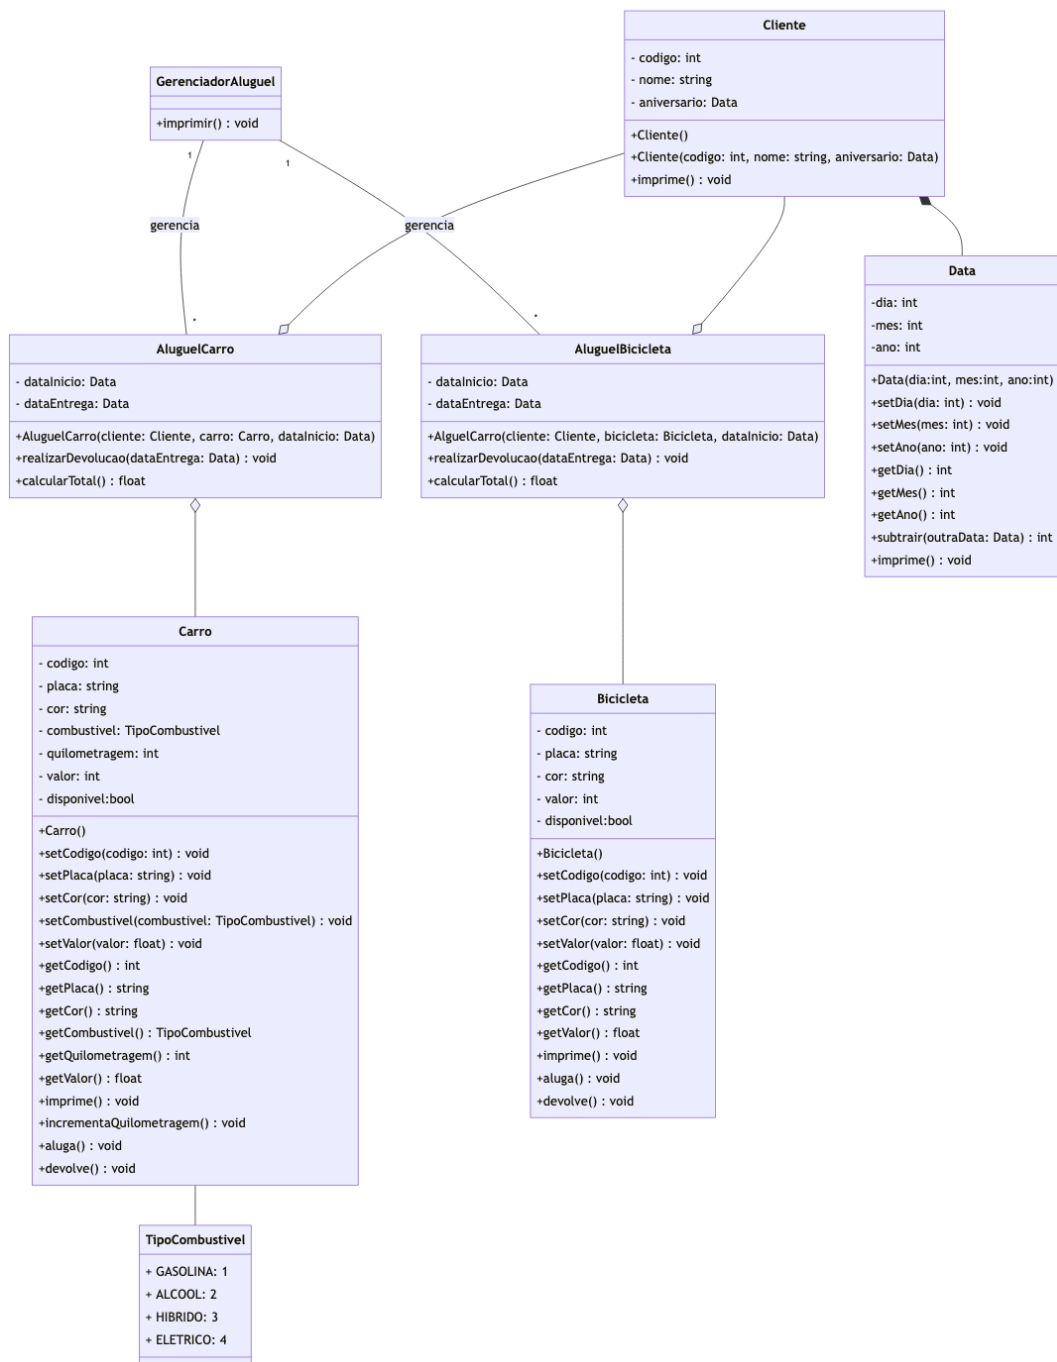 Cliente
- codigo: int
- nome: string
- aniversario: Data
+Cliente()
+Cliente(codigo: int, nome: string, aniversario: Data)
+imprime() : void
GerenciadorAluguel
+imprimir() : void
1
1
gerencia
gerencia
*
*
Data
-dia: int
-mes: int
-ano: int
+Data(dia:int, mes:int, ano:int)
+setDia(dia: int) : void
+setMes(mes: int) : void
+setAno(ano: int) : void
+getDia() : int
+getMes() : int
+getAno() : int
+subtrair(outraData: Data) : int
+imprime() : void
AluguelCarro
- dataInicio: Data
- dataEntrega: Data
+AluguelCarro(cliente: Cliente, carro: Carro, dataInicio: Data)
+realizarDevolucao(dataEntrega: Data) : void
+calcularTotal() : float
AluguelBicicleta
- dataInicio: Data
- dataEntrega: Data
+AlguelCarro(cliente: Cliente, bicicleta: Bicicleta, dataInicio: Data)
+realizarDevolucao(dataEntrega: Data) : void
+calcularTotal() : float
Carro
- codigo: int
- placa: string
- cor: string
- combustivel: TipoCombustivel
- quilometragem: int
- valor: int
- disponivel:bool
+Carro()
+setCodigo(codigo: int) : void
+setPlaca(placa: string) : void
+setCor(cor: string) : void
+setCombustivel(combustivel: TipoCombustivel) : void
+setValor(valor: float) : void
+getCodigo() : int
+getPlaca() : string
+getCor() : string
+getCombustivel() : TipoCombustivel
+getQuilometragem() : int
+getValor() : float
+imprime() : void
+incrementaQuilometragem() : void
+aluga() : void
+devolve() : void
Bicicleta
- codigo: int
- placa: string
- cor: string
- valor: int
- disponivel:bool
+Bicicleta()
+setCodigo(codigo: int) : void
+setPlaca(placa: string) : void
+setCor(cor: string) : void
+setValor(valor: float) : void
+getCodigo() : int
+getPlaca() : string
+getCor() : string
+getValor() : float
+imprime() : void
+aluga() : void
+devolve() : void
TipoCombustivel
+ GASOLINA: 1
+ ALCOOL: 2
+ HIBRIDO: 3
+ ELETRICO: 4